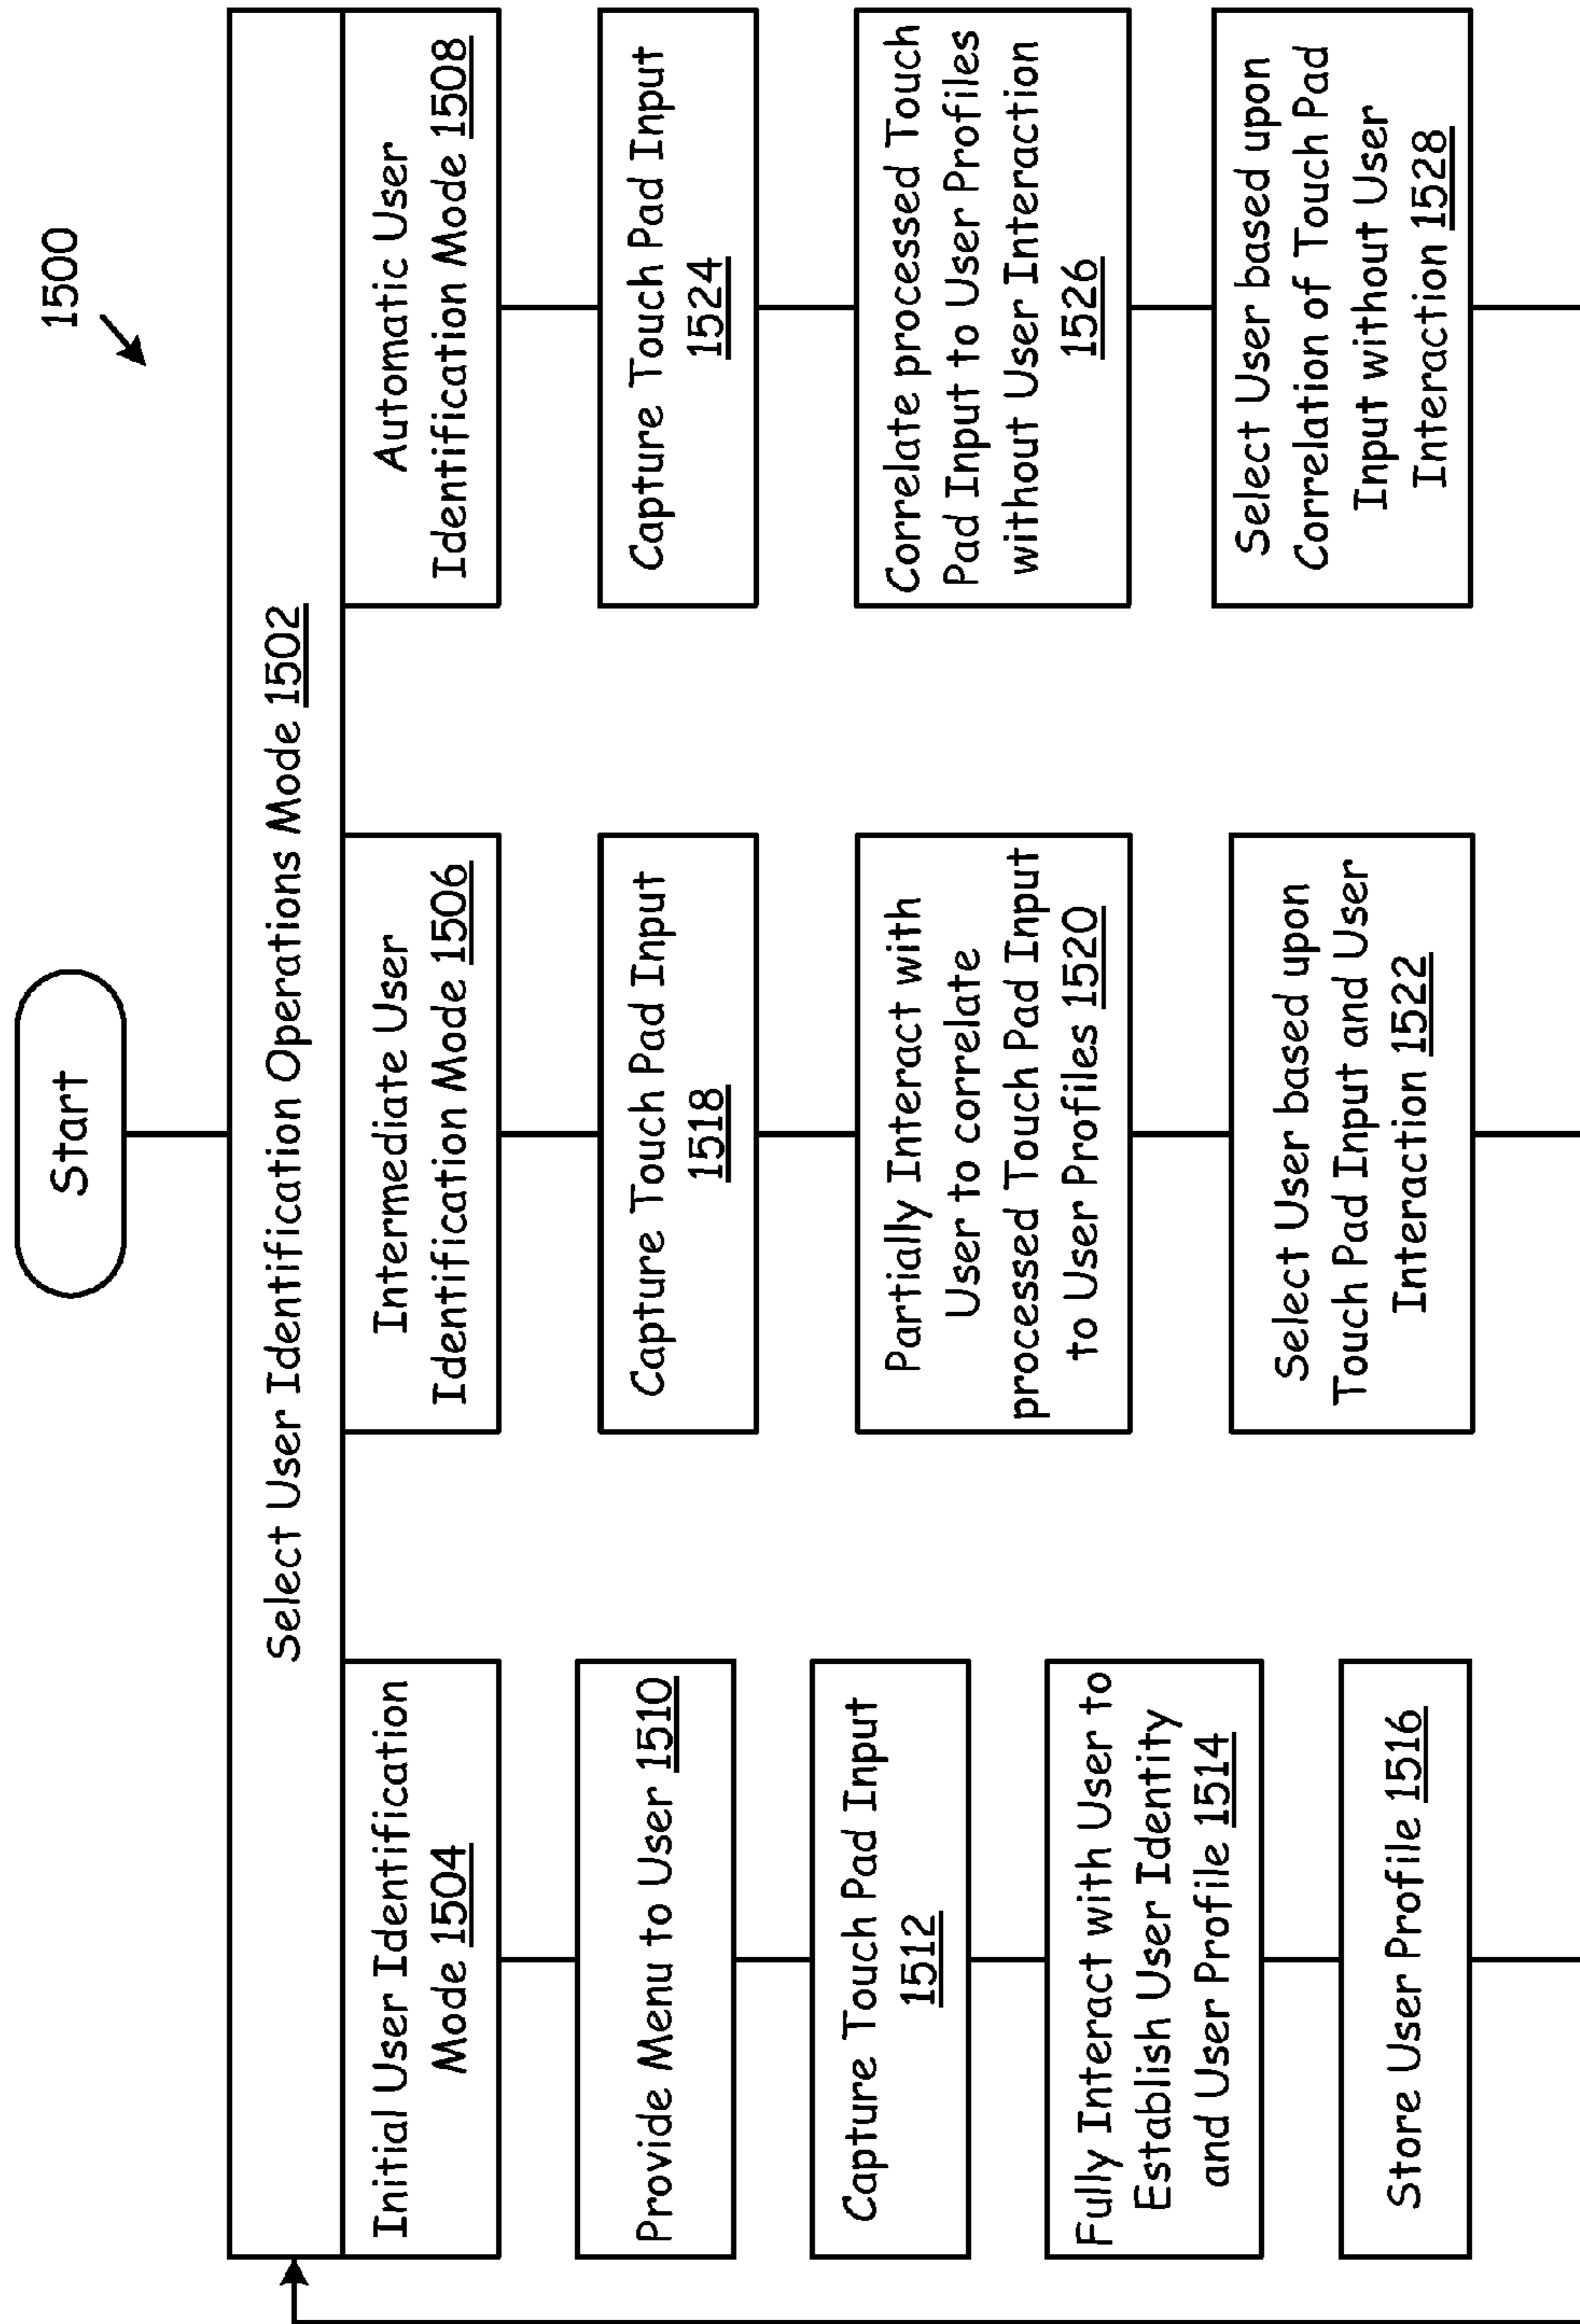 1500
Start
Select User Identification Operations Mode 1502
Initial User Identification
Mode 1504
Provide Menu to User 1510
Capture Touch Pad Input
1512
Fully Interact with User to
Establish User Identity
and User Profile 1514
Store User Profile 1516
Intermediate User
Identification Mode 1506
Capture Touch Pad Input
1518
Partially Interact with
User to correlate
processed Touch Pad Input
to User Profiles 1520
Select User based upon
Touch Pad Input and User
Interaction 1522
Automatic User
Identification Mode 1508
Capture Touch Pad Input
1524
Correlate processed Touch
Pad Input to User Profiles
without User Interaction
1526
Select User based upon
Correlation of Touch Pad
Input without User
Interaction 1528